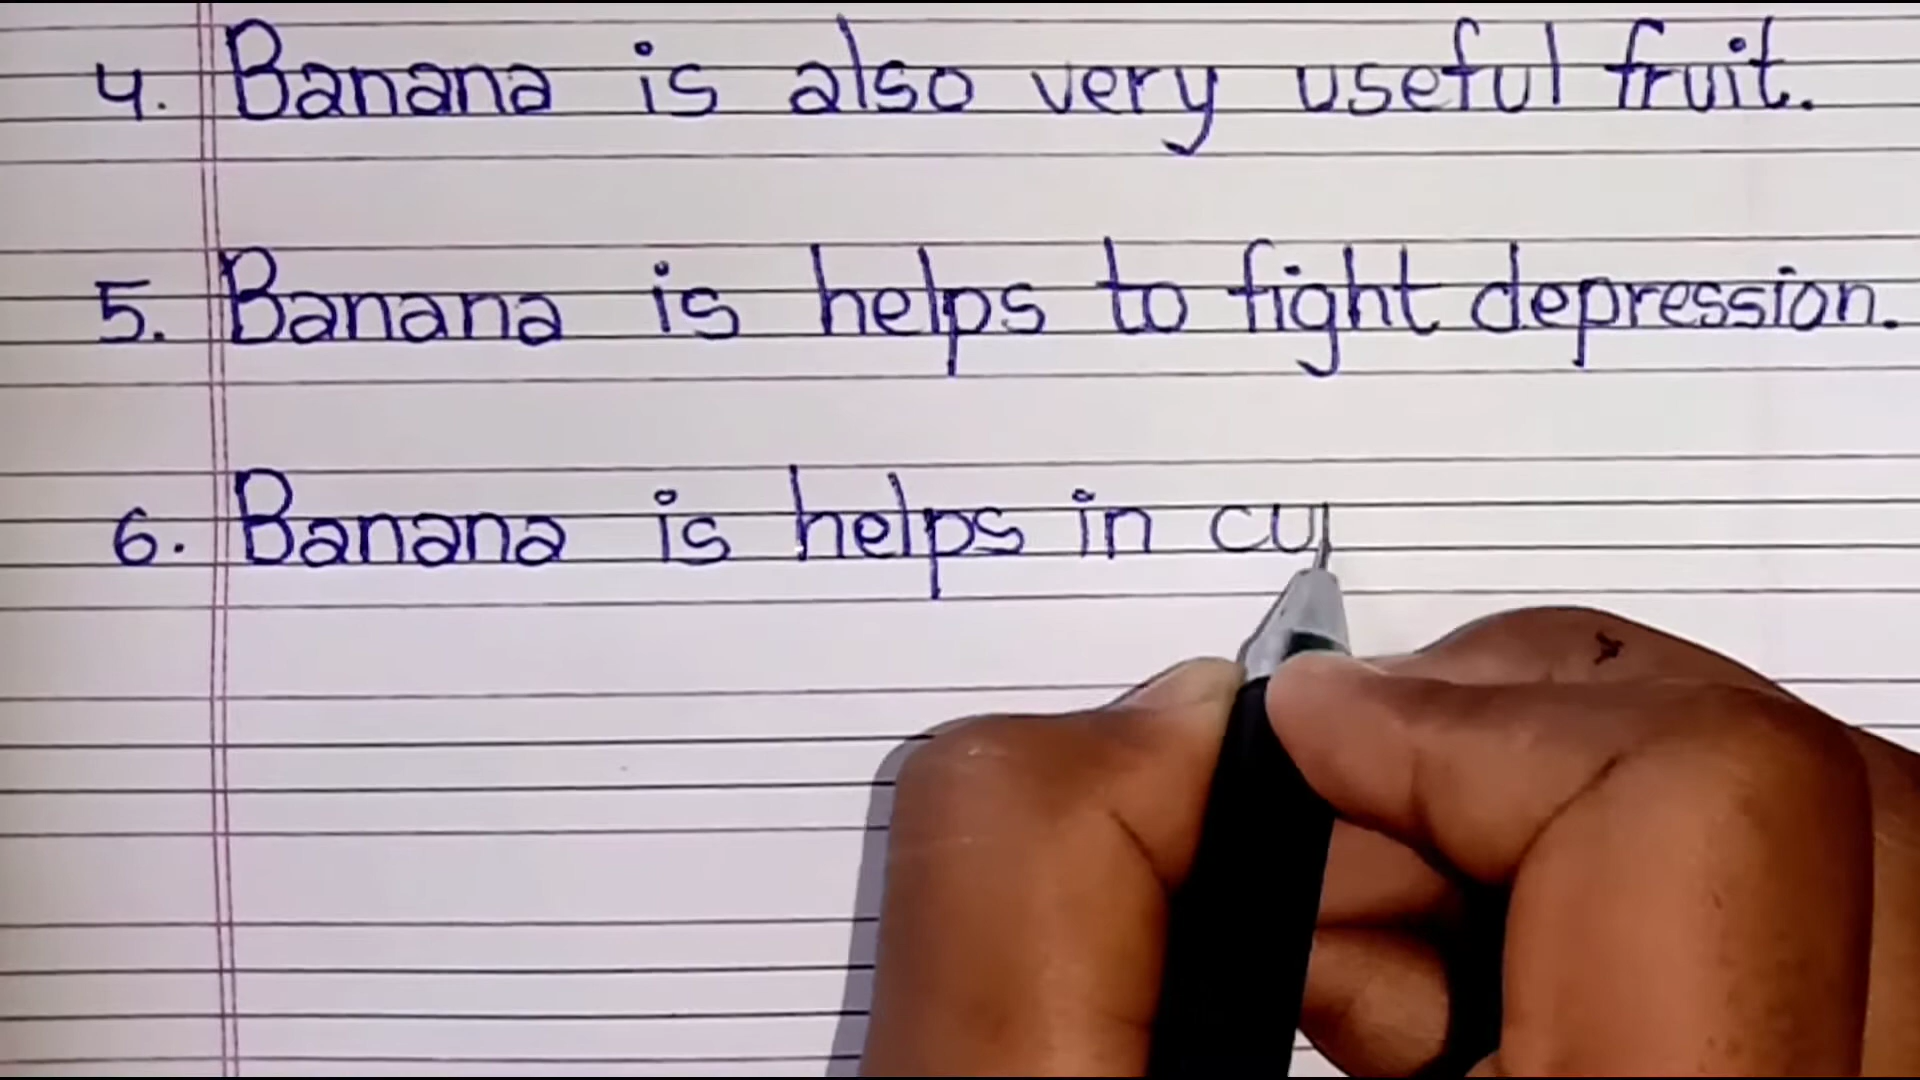 4. Banana is also very useful fruit.
5. Banana is helps to fight depression.
6. Banana is helps in